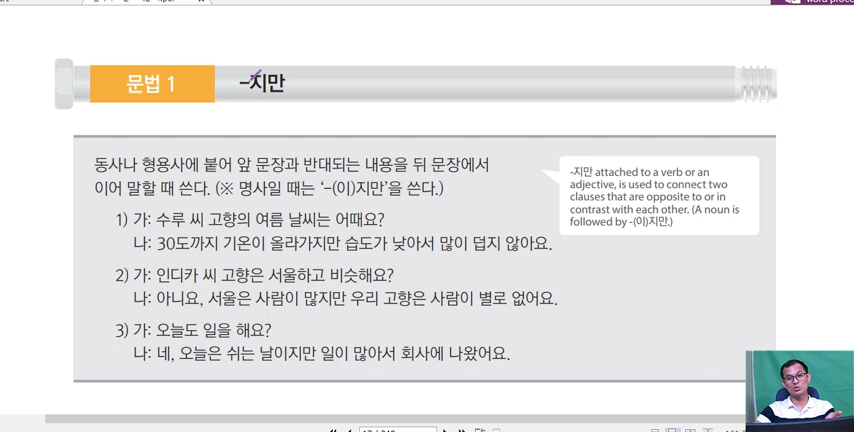 문법 1
-지만
동사나 형용사에 붙어 앞 문장과 반대되는 내용을 뒤 문장에서
이어 말할 때 쓴다. (※ 명사일 때는 ‘-(이)지만’을 쓴다.)
-지만 attached to a verb or an
adjective, is used to connect two
clauses that are opposite to or in
contrast with each other. (A noun is
followed by -(이)지만.)
1) 가: 수루 씨 고향의 여름 날씨는 어때요?
나: 30도까지 기온이 올라가지만 습도가 낮아서 많이 덥지 않아요.
2) 가: 인디카 씨 고향은 서울하고 비슷해요?
나: 아니요, 서울은 사람이 많지만 우리 고향은 사람이 별로 없어요.
3) 가: 오늘도 일을 해요?
나: 네, 오늘은 쉬는 날이지만 일이 많아서 회사에 나왔어요.